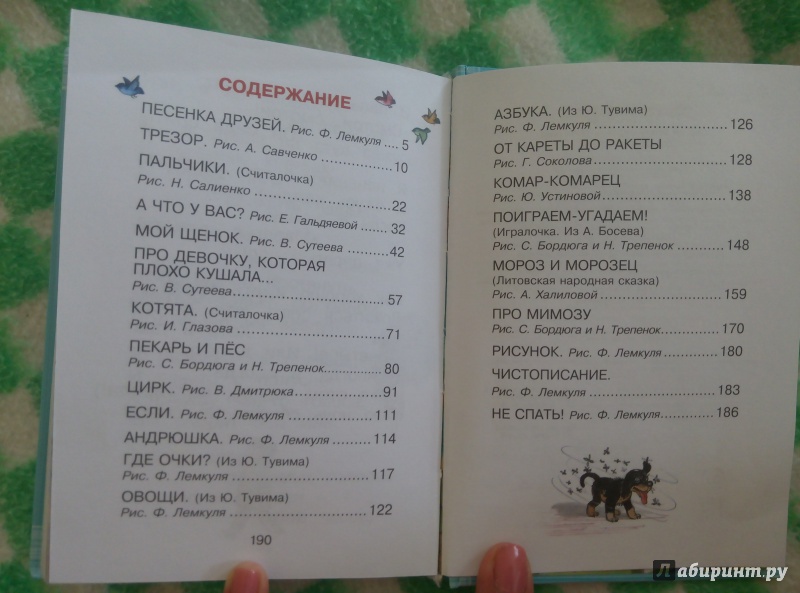 СОДЕРЖАНИЕ
ПЕСЕНКА ДРУЗЕЙ. Рис. Ф. Лемкуля ....5
ТРЕЗОР. Рис. А. Савченко ....................10
ПАЛЬЧИКИ. (Считалочка)
Рис. Н. Салиенко ................................22
А ЧТО У ВАС? Рис. Е. Гальдяевой .......32
МОЙ ЩЕНОК. Рис. В. Сутеева ...........42
ПРО ДЕВОЧКУ, КОТОРАЯ
ПЛОХО КУШАЛА...
Рис. В. Сутеева....................................57
КОТЯТА. (Считалочка)
Рис. И. Глазова ...................................71
ПЕКАРЬ И ПЁС
Рис. С. Бордюга и Н. Трепенок.............80
ЦИРК. Рис. В. Дмитрюка ...................91
ЕСЛИ. Рис. Ф. Лемкуля .....................111
АНДРЮШКА. Рис. Ф. Лемкуля ..........114
ГДЕ ОЧКИ? (Из Ю. Тувима)
Рис. Ф. Лемкуля ...............................117
ОВОЩИ. (Из Ю. Тувима)
Рис. Ф. Лемкуля ...............................122
190
АЗБУКА. (Из Ю. Тувима)
Рис. Ф. Лемкуля ...............................126
ОТ КАРЕТЫ ДО РАКЕТЫ
Рис. Г. Соколова................................128
КОМАР-КОМАРЕЦ
Рис. Ю. Устиновой ............................138
ПОИГРАЕМ-УГАДАЕМ!
(Игралочка. Из А. Босева)
Рис. С. Бордюга и Н. Трепенок ..........148
МОРОЗ И МОРОЗЕЦ
(Литовская народная сказка)
Рис. А. Халиловой .............................159
ПРО МИМОЗУ
Рис. С. Бордюга и Н. Трепенок............170
РИСУНОК. Рис. Ф. Лемкуля .............180
ЧИСТОПИСАНИЕ.
Рис. Ф. Лемкуля ...............................183
НЕ СПАТЬ! Рис. Ф. Лемкуля.............186
Лабиринт.ру